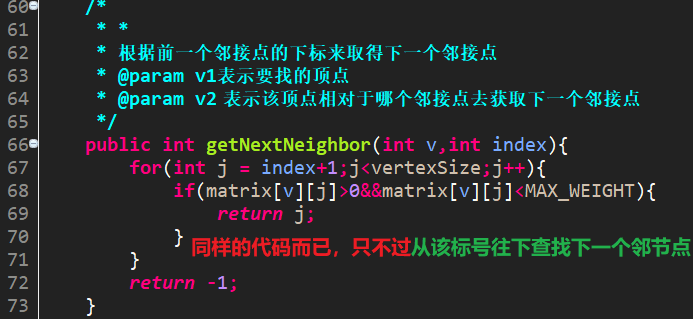 60 /*
61 * *
62 * 根据前一个邻接点的下标来取得下一个邻接点
63 * @param v1表示要找的顶点
64 * @param v2 表示该顶点相对于哪个邻接点去获取下一个邻接点
65 */
66 public int getNextNeighbor(int v,int index){
67 for(int j = index+1;j<vertexSize;j++){
68 if(matrix[v][j]>0&&matrix[v][j]<MAX_WEIGHT){
69 return j;
70 }
同样的代码而已，只不过从该标号往下查找下一个邻节点
71 }
72 return -1;
73 }